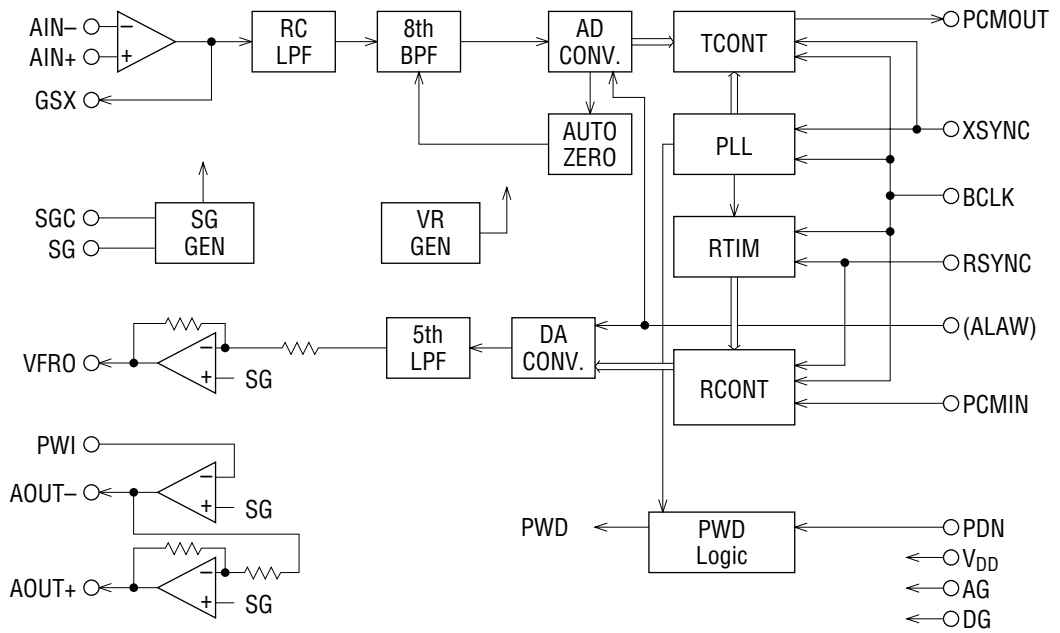 AIN–
AIN+
GSX
–
+
RC
LPF
8th
BPF
AD
CONV.
TCONT
PCMOUT
AUTO
ZERO
PLL
XSYNC
BCLK
SGC
SG
SG
GEN
VR
GEN
RTIM
RSYNC
(ALAW)
VFRO
–
+
SG
5th
LPF
DA
CONV.
RCONT
PCMIN
PWI
AOUT–
–
+
SG
PWD
PWD
Logic
PDN
VDD
AG
DG
AOUT+
–
+
SG